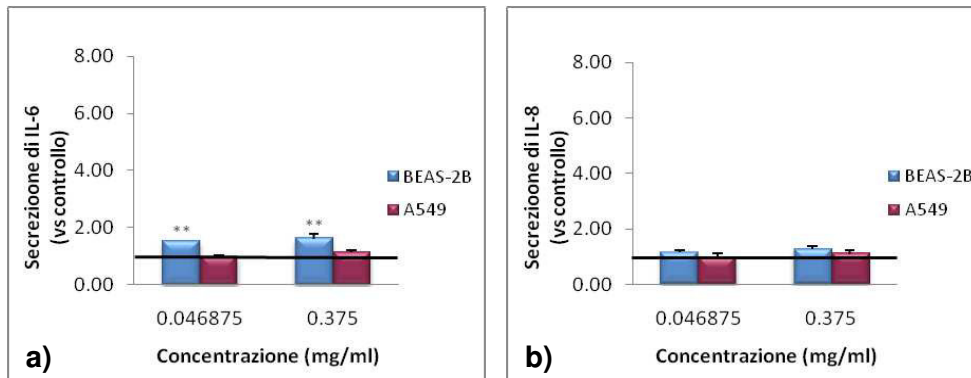 8.00
6.00
4.00
2.00
0.00
Secrezioone di IL-6
(vs controllo)
** **
BEAS-2B
A549
0.046875 0.375
Concentrazione (mg/ml)
a)
8.00
6.00
4.00
2.00
0.00
Secrezioone di IL-8
(vs controllo)
BEAS-2B
A549
0.046875 0.375
Concentrazione (mg/ml)
b)